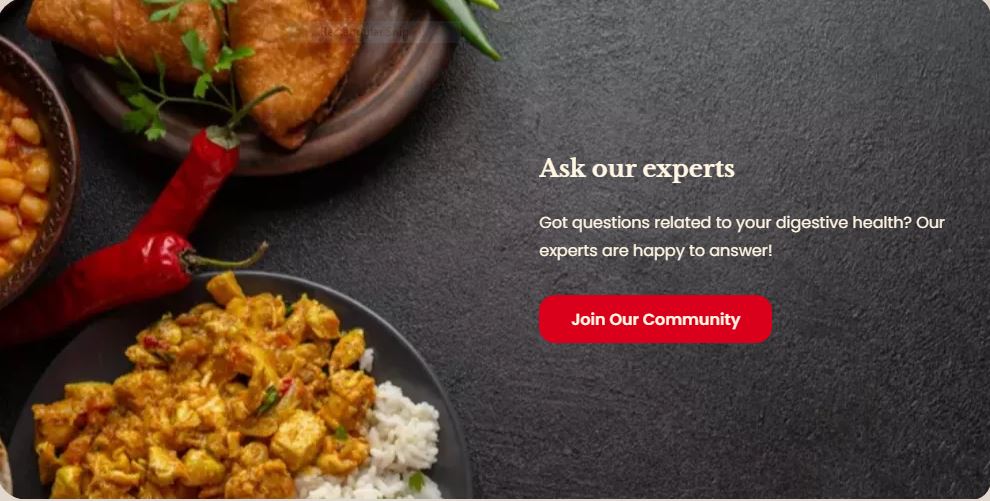 Ask our experts
Got questions related to your digestive health? Our
experts are happy to answer!
Join Our Community